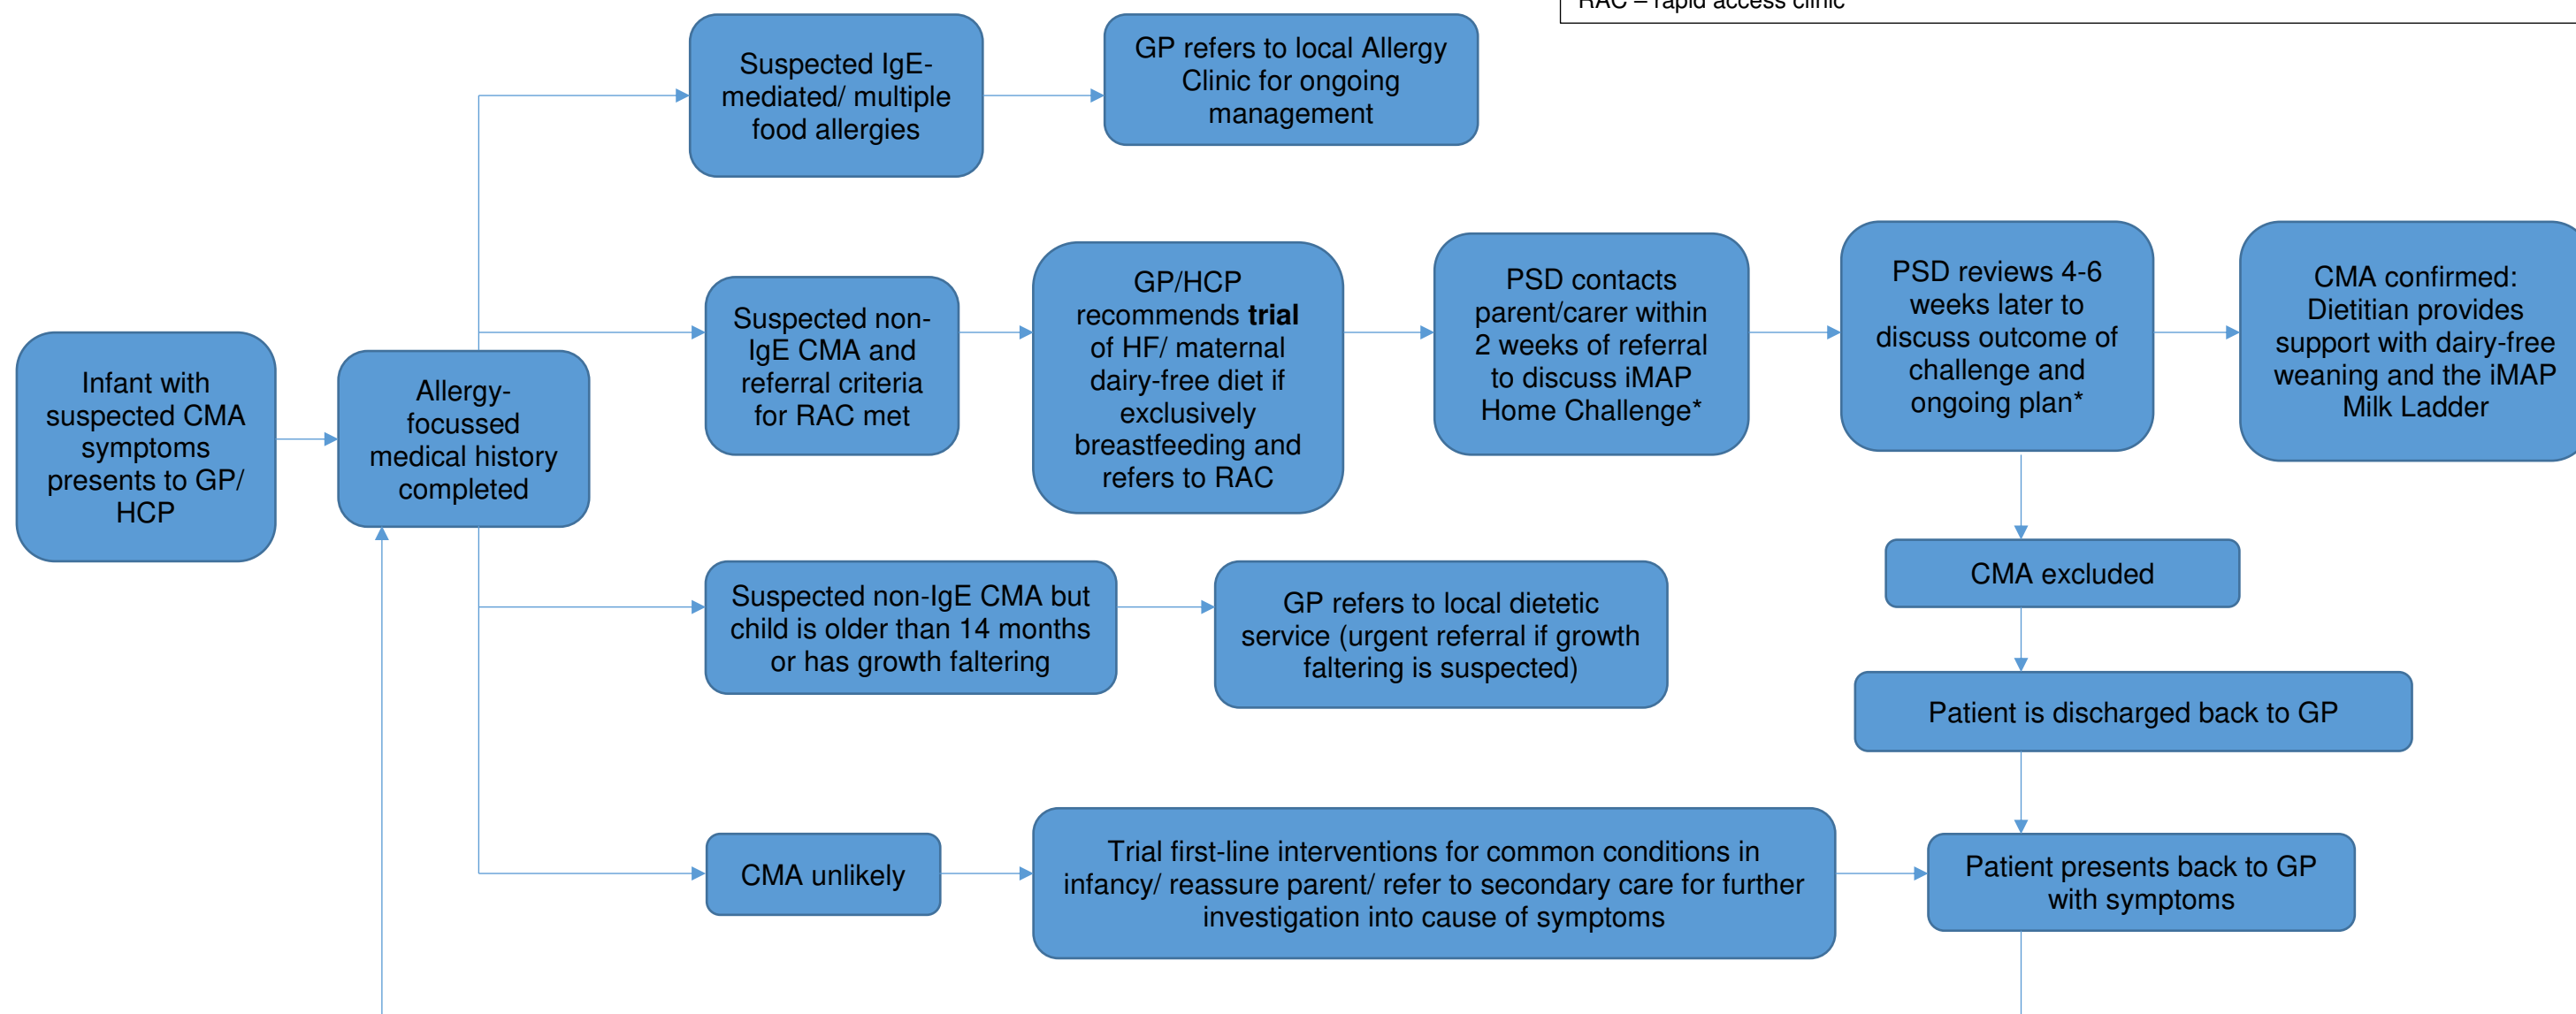 RAC – rapid access clinic
Suspected IgE-
mediated/ multiple
food allergies
GP refers to local Allergy
Clinic for ongoing
management
Infant with
suspected CMA
symptoms
presents to GP/
HCP
Allergy-
focussed
medical history
completed
Suspected non-
IgE CMA and
referral criteria
for RAC met
GP/HCP
recommends trial
of HF/ maternal
dairy-free diet if
exclusively
breastfeeding and
refers to RAC
PSD contacts
parent/carer within
2 weeks of referral
to discuss iMAP
Home Challenge*
PSD reviews 4-6
weeks later to
discuss outcome of
challenge and
ongoing plan*
CMA confirmed:
Dietitian provides
support with dairy-free
weaning and the iMAP
Milk Ladder
CMA excluded
Suspected non-IgE CMA but
child is older than 14 months
or has growth faltering
GP refers to local dietetic
service (urgent referral if growth
faltering is suspected)
Patient is discharged back to GP
CMA unlikely
Trial first-line interventions for common conditions in
infancy/ reassure parent/ refer to secondary care for further
investigation into cause of symptoms
Patient presents back to GP
with symptoms